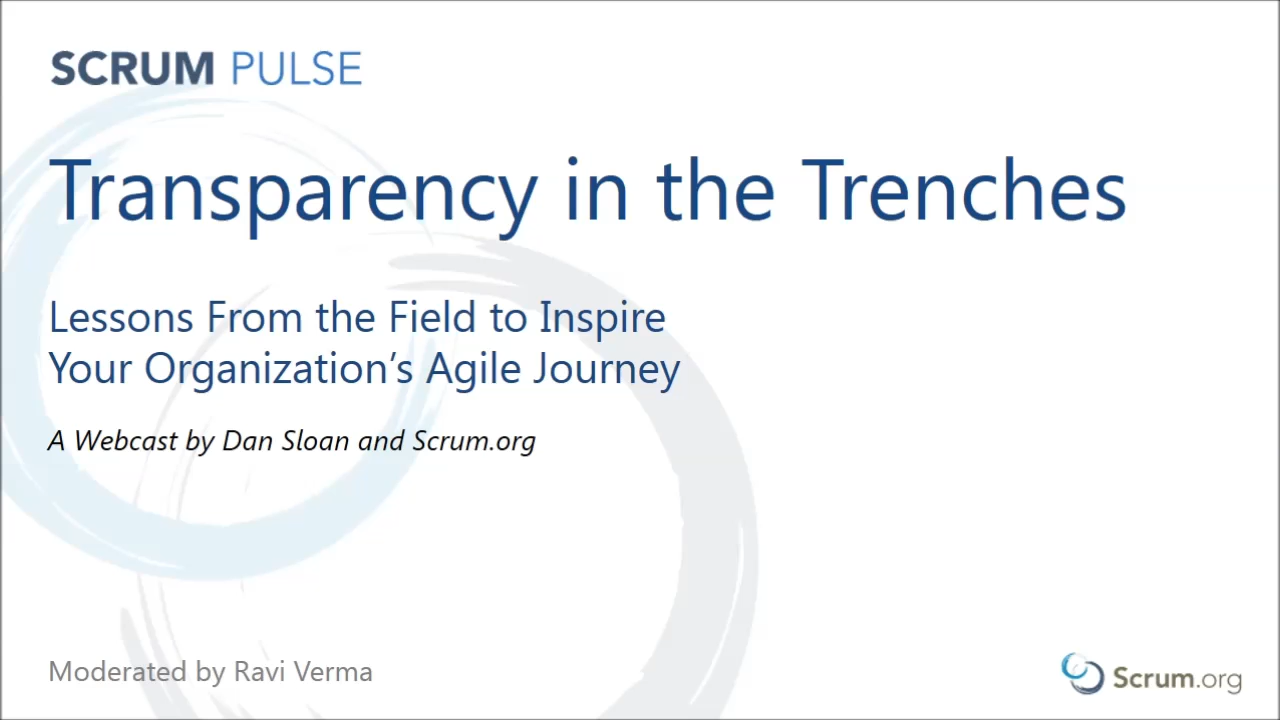 SCRUM PULSE
Transparency in the Trenches
Lessons From the Field to Inspire
Your Organization’s Agile Journey
A Webcast by Dan Sloan and Scrum.org
Moderated by Ravi Verma
Scrum.org